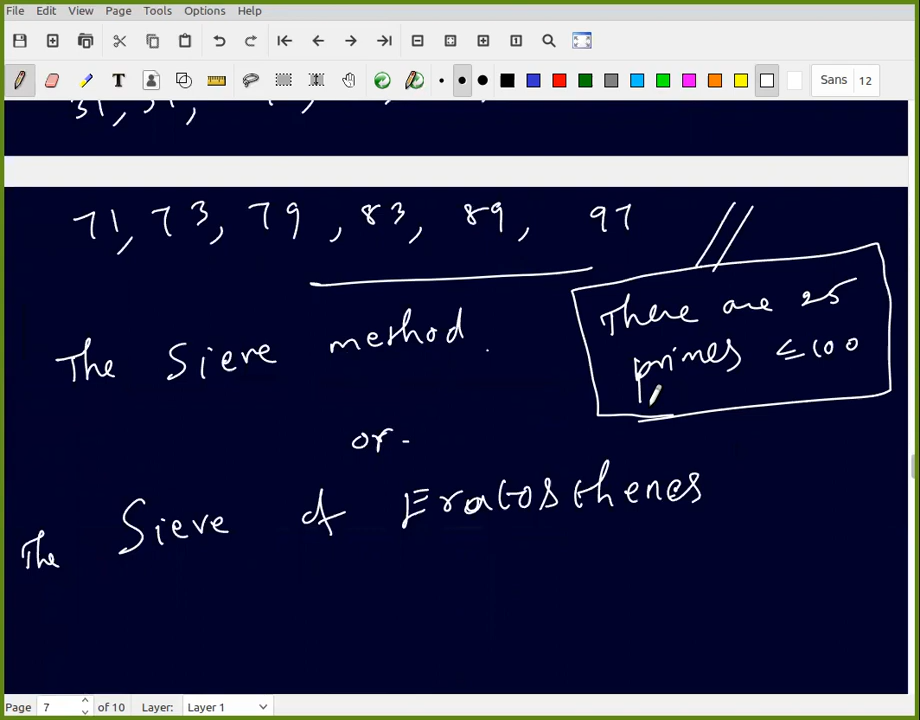 File Edit View Page Tools Options Help
Sans 12
71, 73, 79, 83, 89, 97
There are 25
primes ≤ 100
The Sieve method.
or -
The Sieve of Eratosthenes
Page 7 of 10 Layer: Layer 1